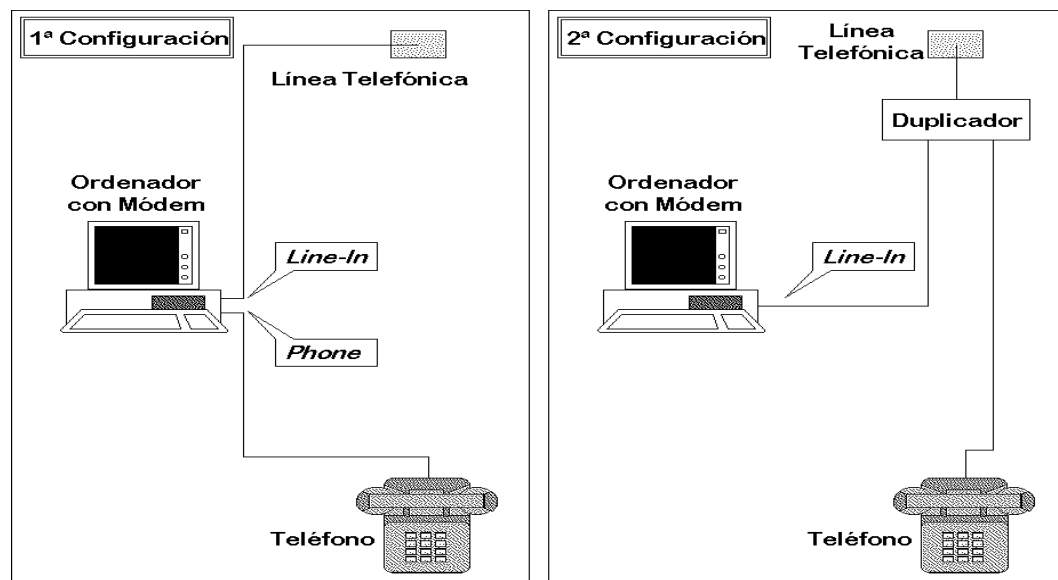 1ª Configuración
Línea Telefónica
Ordenador
con Módem
Line-In
Phone
Teléfono
2ª Configuración
Línea
Telefónica
Duplicador
Ordenador
con Módem
Line-In
Teléfono